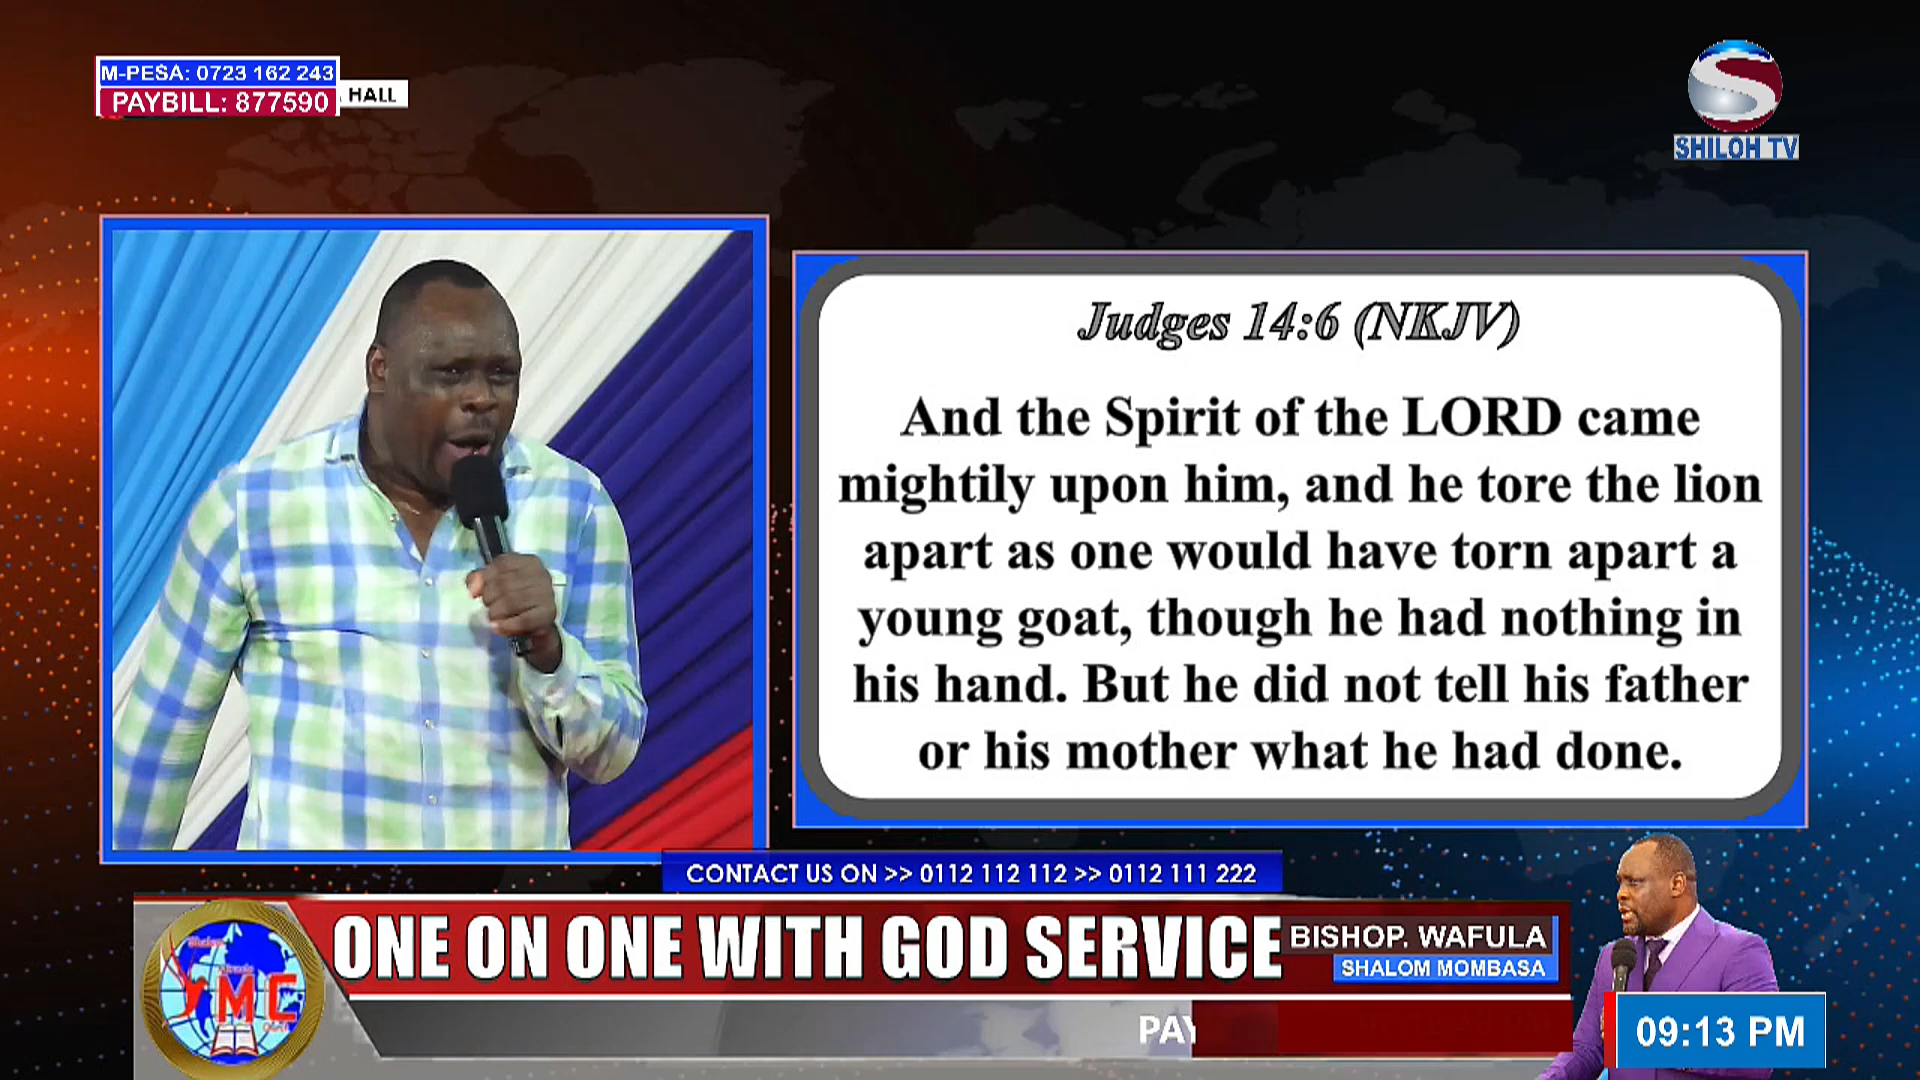 M-PESA: 0723 162 243
PAYBILL: 877590
HALL
SHILOH TV
Judges 14:6 (NKJV)
And the Spirit of the LORD came
mightily upon him, and he tore the lion
apart as one would have torn apart a
young goat, though he had nothing in
his hand. But he did not tell his father
or his mother what he had done.
CONTACT US ON >> 0112 112 112 >> 0112 111 222
ONE ON ONE WITH GOD SERVICE
BISHOP. WAFULA
SHALOM MOMBASA
MC
PAY
09:13 PM